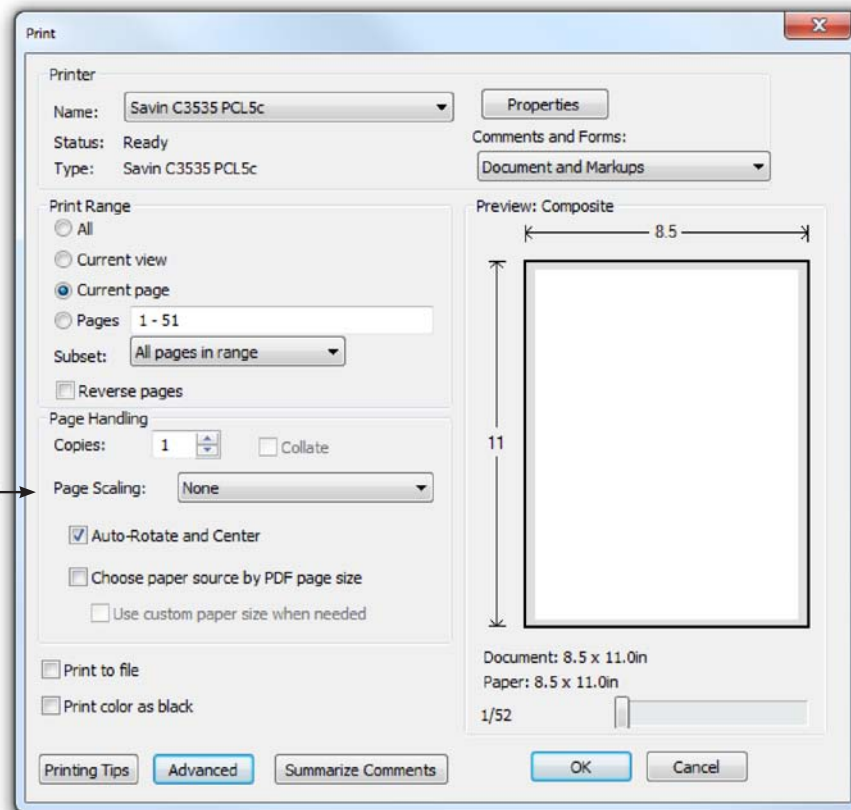 Print
Printer
Name: Savin C3535 PCL5c
Properties
Status: Ready
Comments and Forms:
Type: Savin C3535 PCL5c
Document and Markups
Print Range
All
Current view
Current page
Pages 1 - 51
Subset: All pages in range
Reverse pages
Page Handling
Copies: 1 Collate
Page Scaling: None
Auto-Rotate and Center
Choose paper source by PDF page size
Use custom paper size when needed
Print to file
Print color as black
Preview: Composite
8.5
11
Document: 8.5 x 11.0in
Paper: 8.5 x 11.0in
1/52
Printing Tips Advanced Summarize Comments OK Cancel